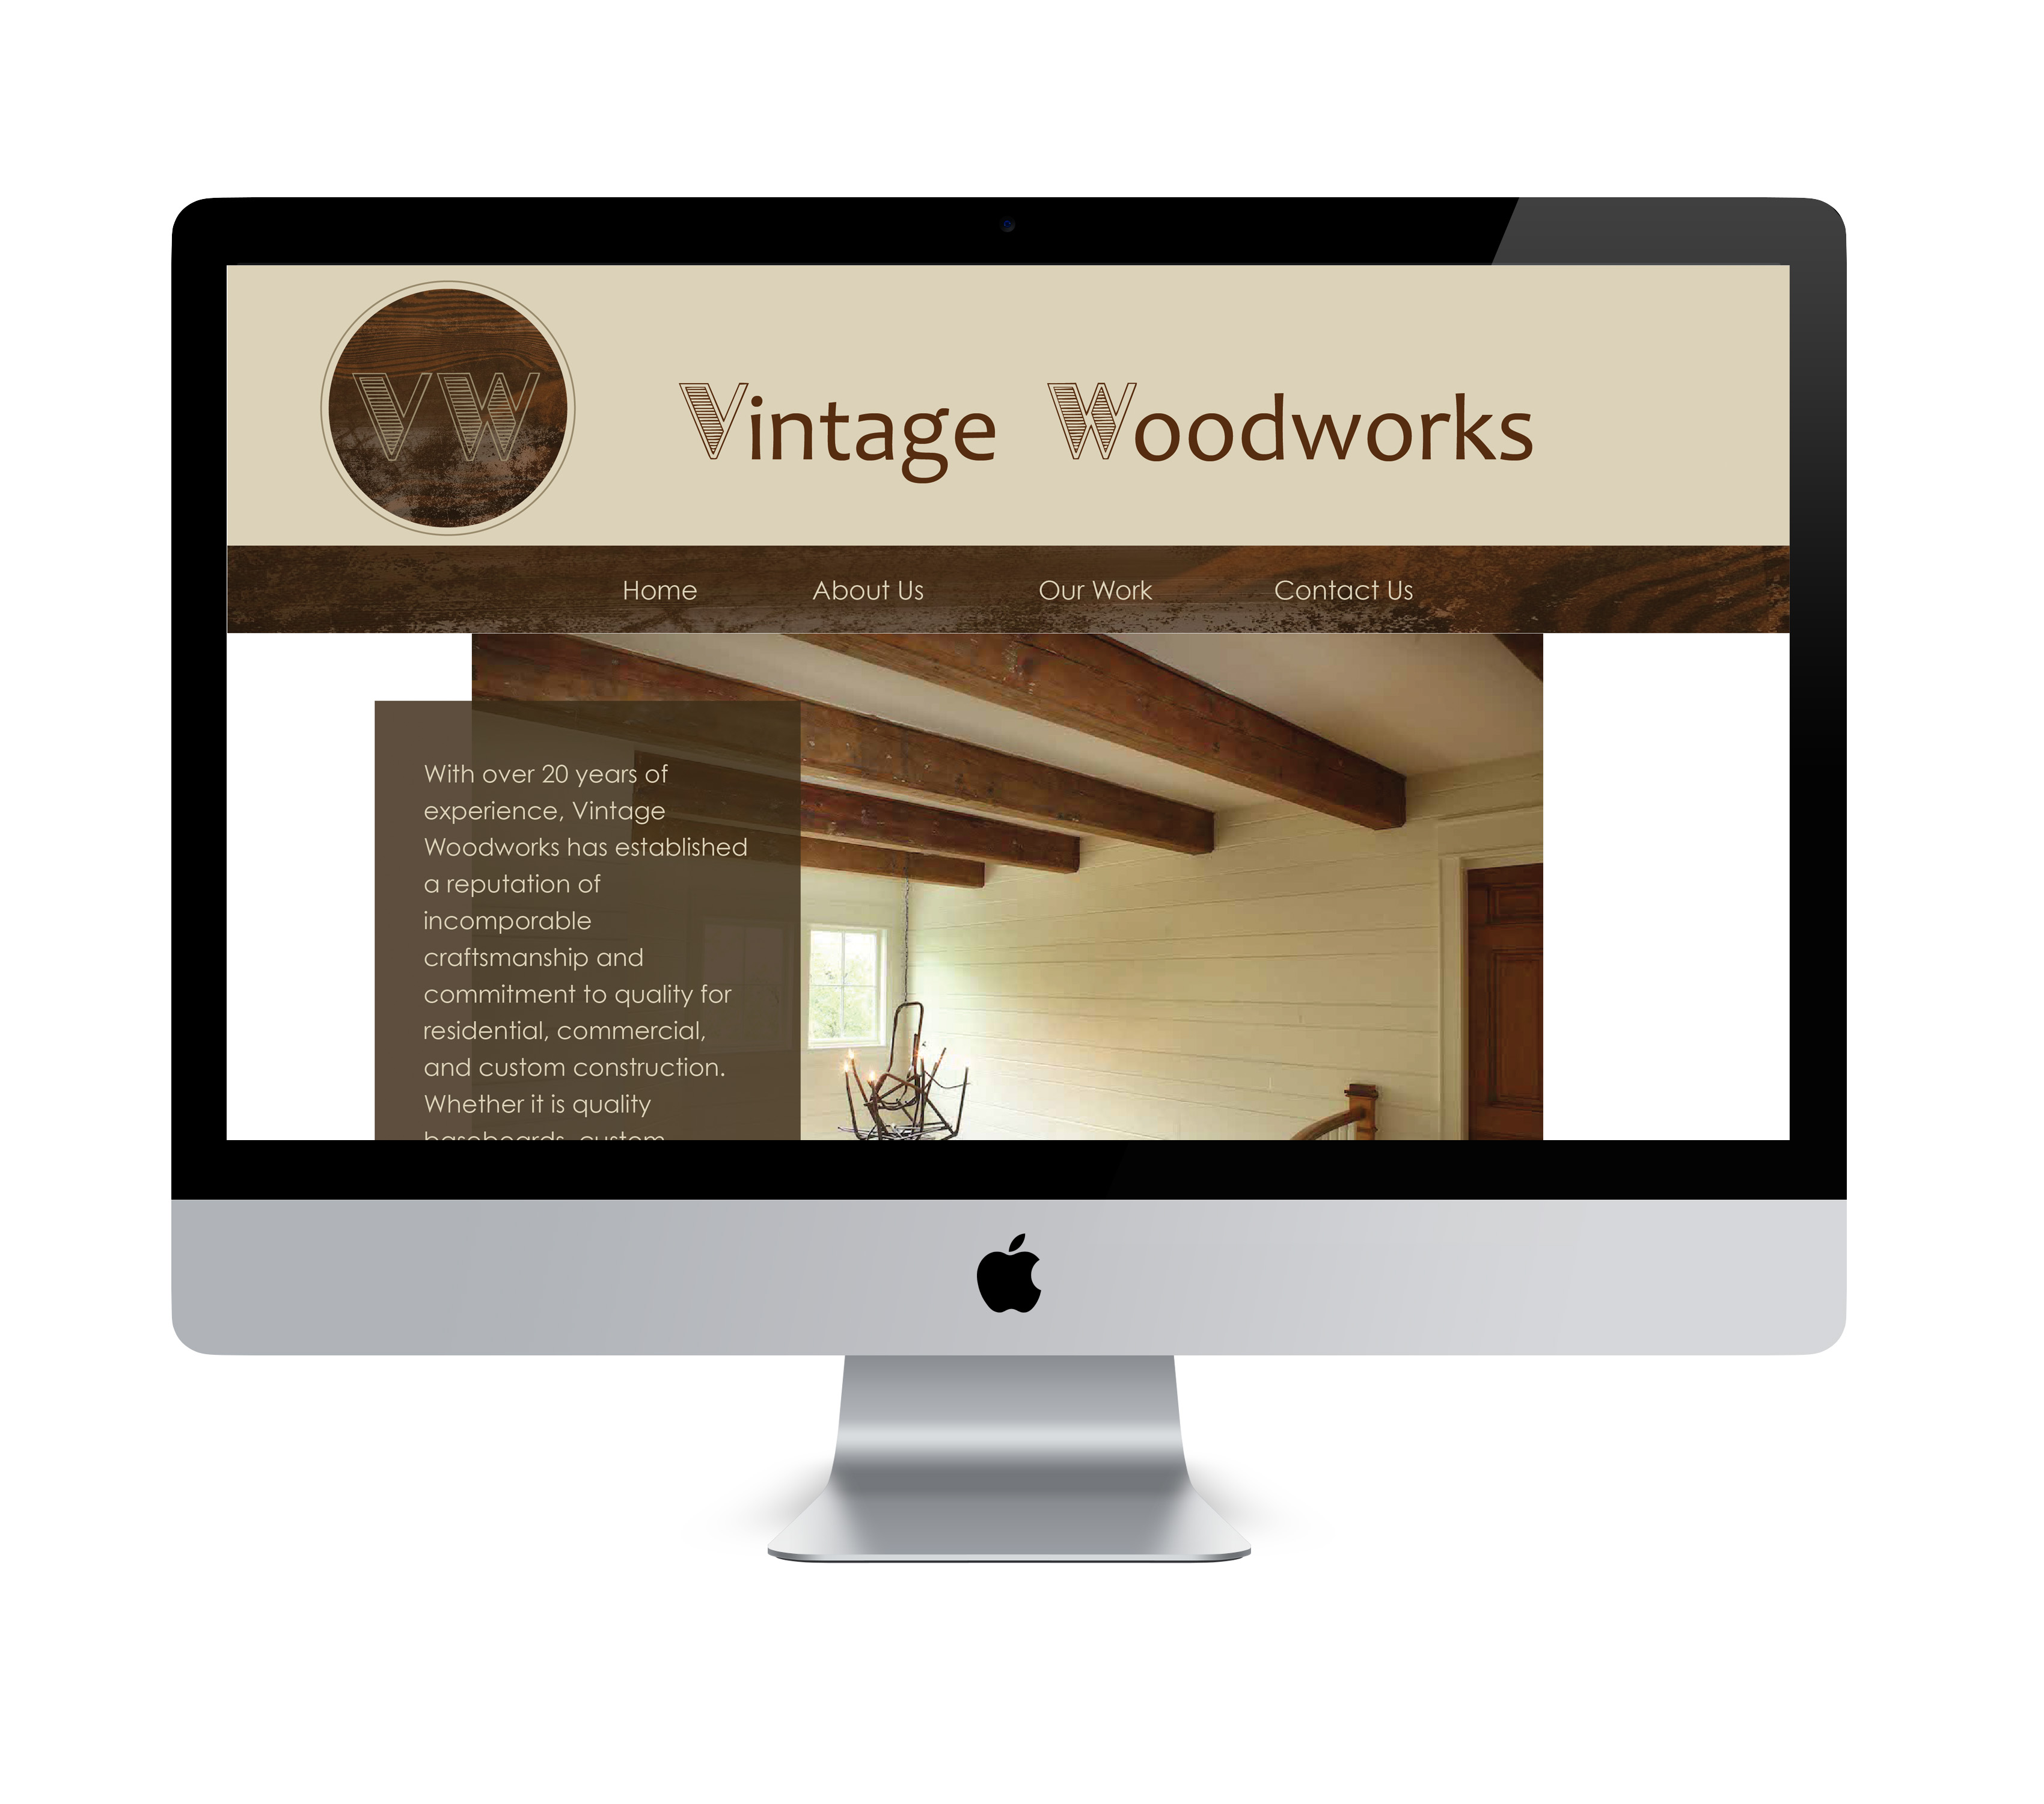 VW
Vintage Woodworks
Home About Us Our Work Contact Us
With over 20 years of
experience, Vintage
Woodworks has established
a reputation of
incomporable
craftsmanship and
commitment to quality for
residential, commercial,
and custom construction.
Whether it is quality
baseboards, custom